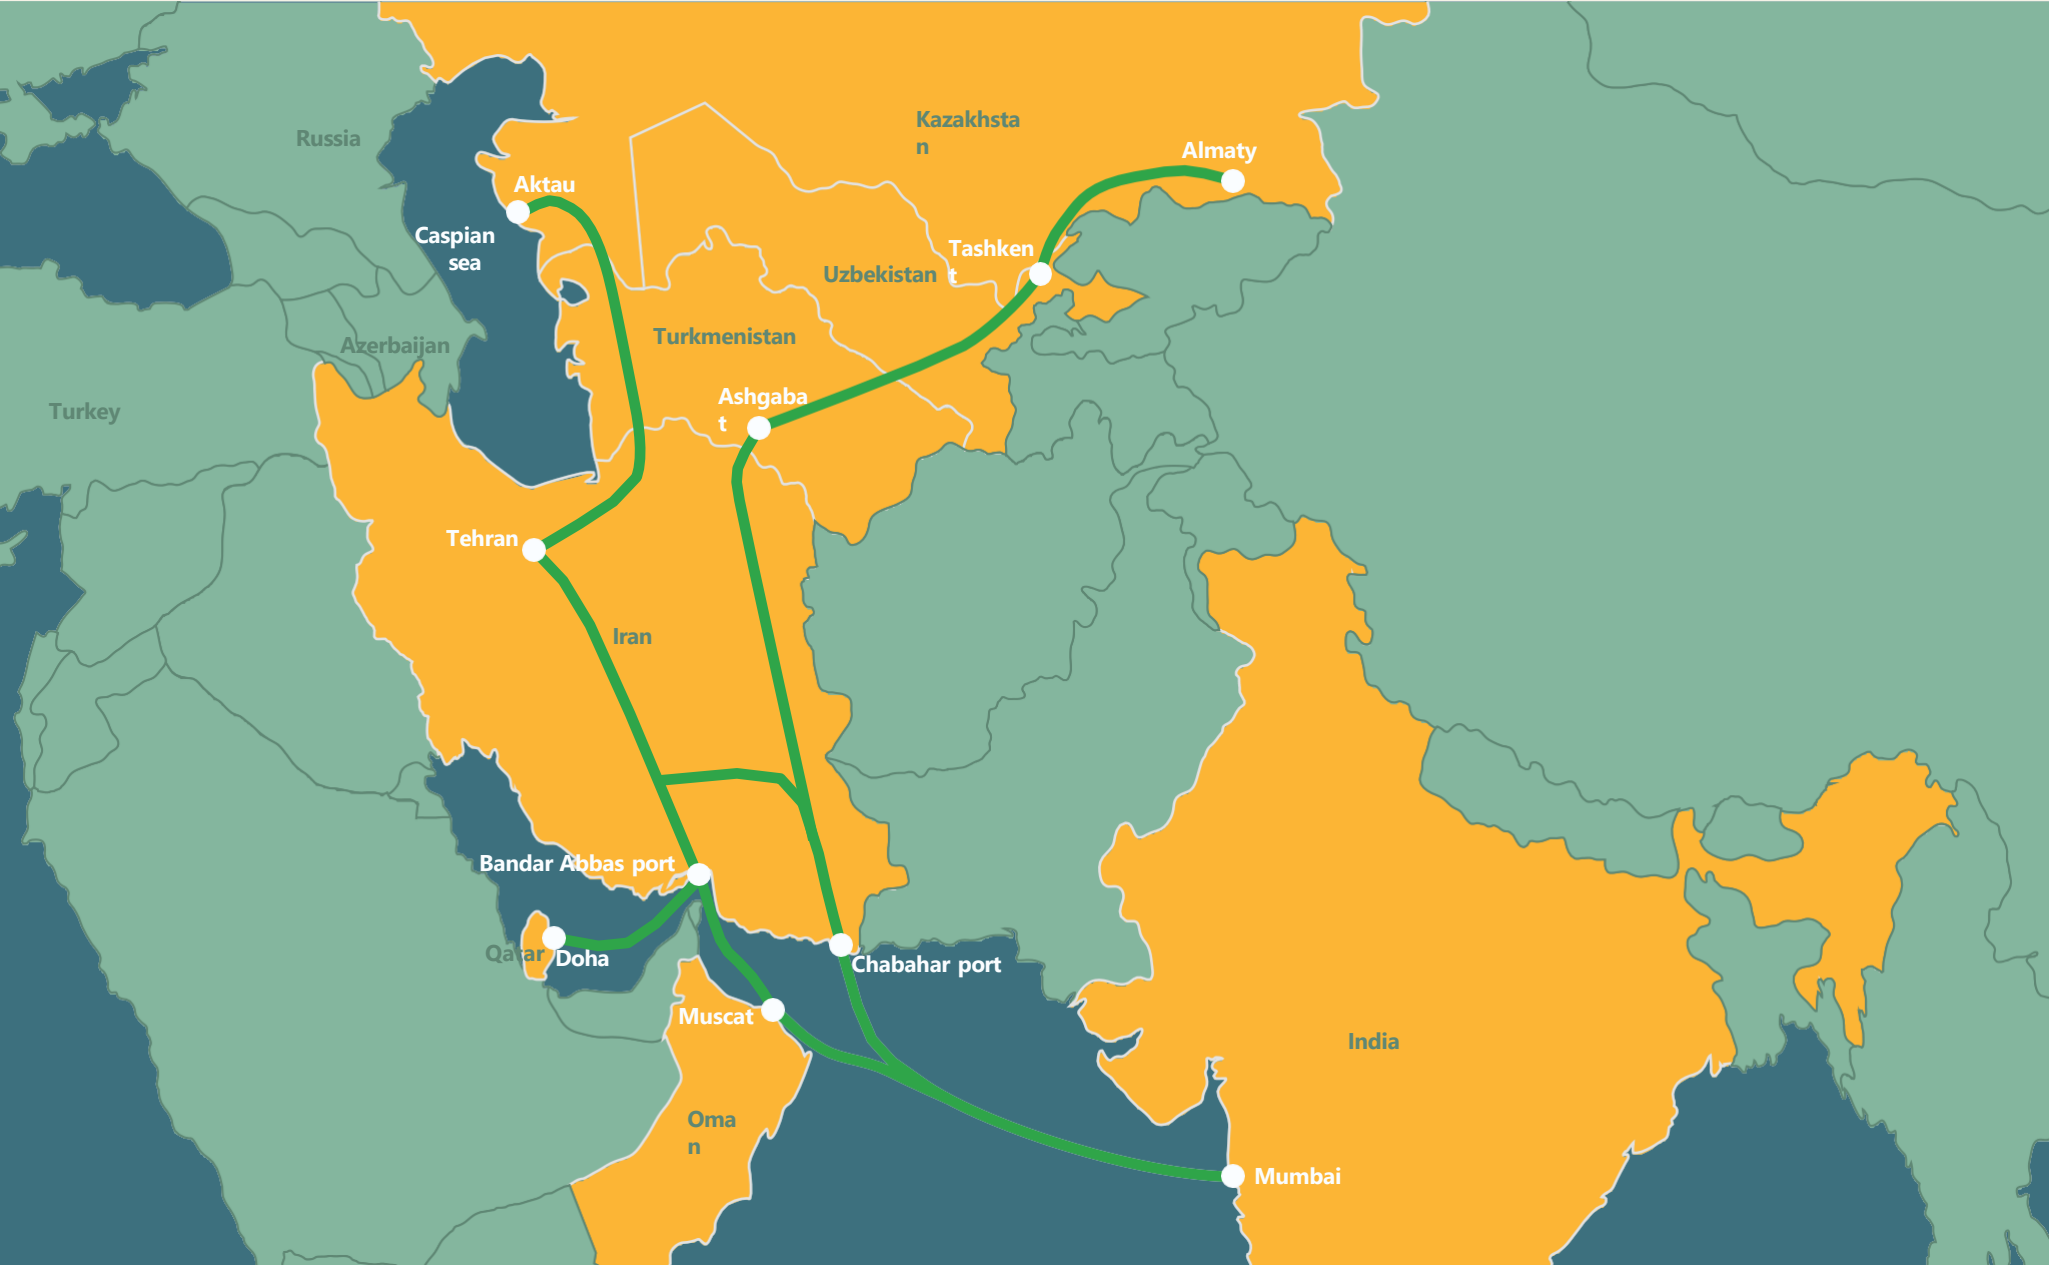 Kazakhsta
n
Russia
Almaty
Aktau
Caspian
sea
Tashken
t
Uzbekistan
Turkmenistan
Azerbaijan
Turkey
Ashgaba
t
Tehran
Iran
Bandar Abbas port
Qatar
Doha
Chabahar port
Muscat
India
Oma
n
Mumbai